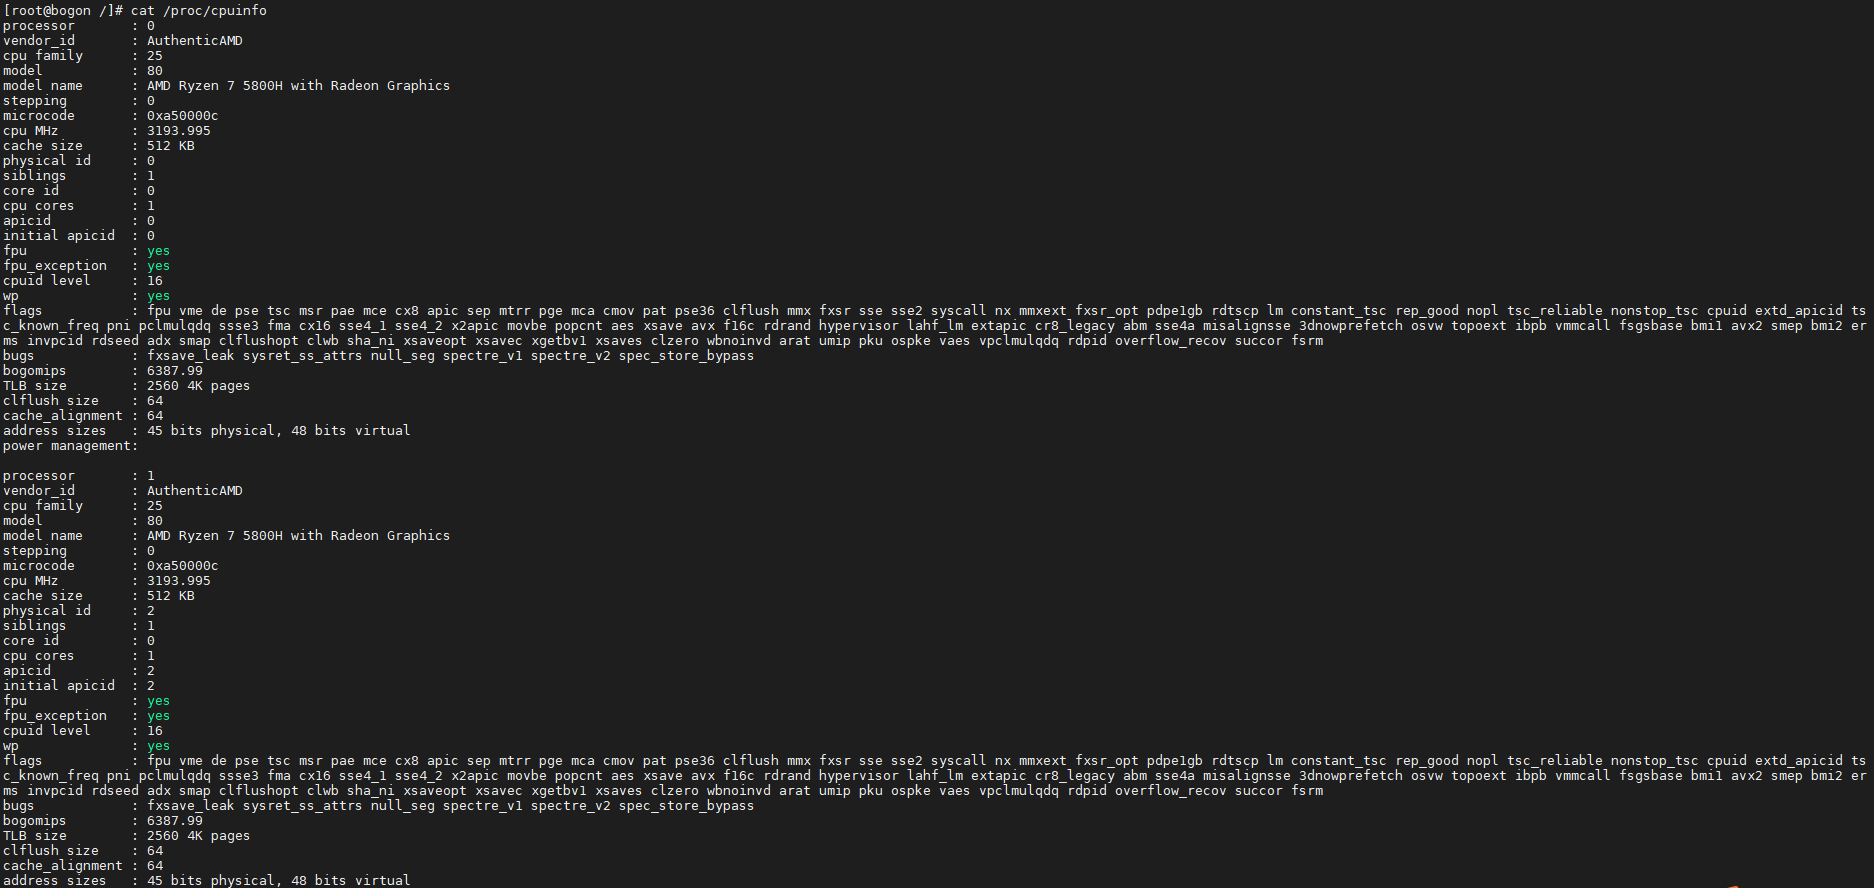 [root@bogon /]# cat /proc/cpuinfo
processor       : 0
vendor_id       : AuthenticAMD
cpu family      : 25
model           : 80
model name      : AMD Ryzen 7 5800H with Radeon Graphics
stepping        : 0
microcode       : 0xa50000c
cpu MHz         : 3193.995
cache size      : 512 KB
physical id     : 0
siblings        : 1
core id         : 0
cpu cores       : 1
apicid          : 0
initial apicid  : 0
fpu             : yes
fpu_exception   : yes
cpuid level     : 16
wp              : yes
flags           : fpu vme de pse tsc msr pae mce cx8 apic sep mtrr pge mca cmov pat pse36 clflush mmx fxsr sse sse2 syscall nx mmxext fxsr_opt pdpe1gb rdtscp lm constant_tsc rep_good nopl tsc_reliable nonstop_tsc cpuid extd_apicid ts
c_known_freq pni pclmulqdq ssse3 fma cx16 sse4_1 sse4_2 x2apic movbe popcnt aes xsave avx f16c rdrand hypervisor lahf_lm extapic cr8_legacy abm sse4a misalignsse 3dnowprefetch osvw topoext ibpb vmmcall fsgsbase bmi1 avx2 smep bmi2 er
ms invpcid rdseed adx smap clflushopt clwb sha_ni xsaveopt xsavec xgetbv1 xsaves clzero wbnoinvd arat umip pku ospke vaes vpclmulqdq rdpid overflow_recov succor fsrm
bugs            : fxsave_leak sysret_ss_attrs null_seg spectre_v1 spectre_v2 spec_store_bypass
bogomips        : 6387.99
TLB size        : 2560 4K pages
clflush size    : 64
cache_alignment : 64
address sizes   : 45 bits physical, 48 bits virtual
power management:
processor       : 1
vendor_id       : AuthenticAMD
cpu family      : 25
model           : 80
model name      : AMD Ryzen 7 5800H with Radeon Graphics
stepping        : 0
microcode       : 0xa50000c
cpu MHz         : 3193.995
cache size      : 512 KB
physical id     : 2
siblings        : 1
core id         : 0
cpu cores       : 1
apicid          : 2
initial apicid  : 2
fpu             : yes
fpu_exception   : yes
cpuid level     : 16
wp              : yes
flags           : fpu vme de pse tsc msr pae mce cx8 apic sep mtrr pge mca cmov pat pse36 clflush mmx fxsr sse sse2 syscall nx mmxext fxsr_opt pdpe1gb rdtscp lm constant_tsc rep_good nopl tsc_reliable nonstop_tsc cpuid extd_apicid ts
c_known_freq pni pclmulqdq ssse3 fma cx16 sse4_1 sse4_2 x2apic movbe popcnt aes xsave avx f16c rdrand hypervisor lahf_lm extapic cr8_legacy abm sse4a misalignsse 3dnowprefetch osvw topoext ibpb vmmcall fsgsbase bmi1 avx2 smep bmi2 er
ms invpcid rdseed adx smap clflushopt clwb sha_ni xsaveopt xsavec xgetbv1 xsaves clzero wbnoinvd arat umip pku ospke vaes vpclmulqdq rdpid overflow_recov succor fsrm
bugs            : fxsave_leak sysret_ss_attrs null_seg spectre_v1 spectre_v2 spec_store_bypass
bogomips        : 6387.99
TLB size        : 2560 4K pages
clflush size    : 64
cache_alignment : 64
address sizes   : 45 bits physical, 48 bits virtual